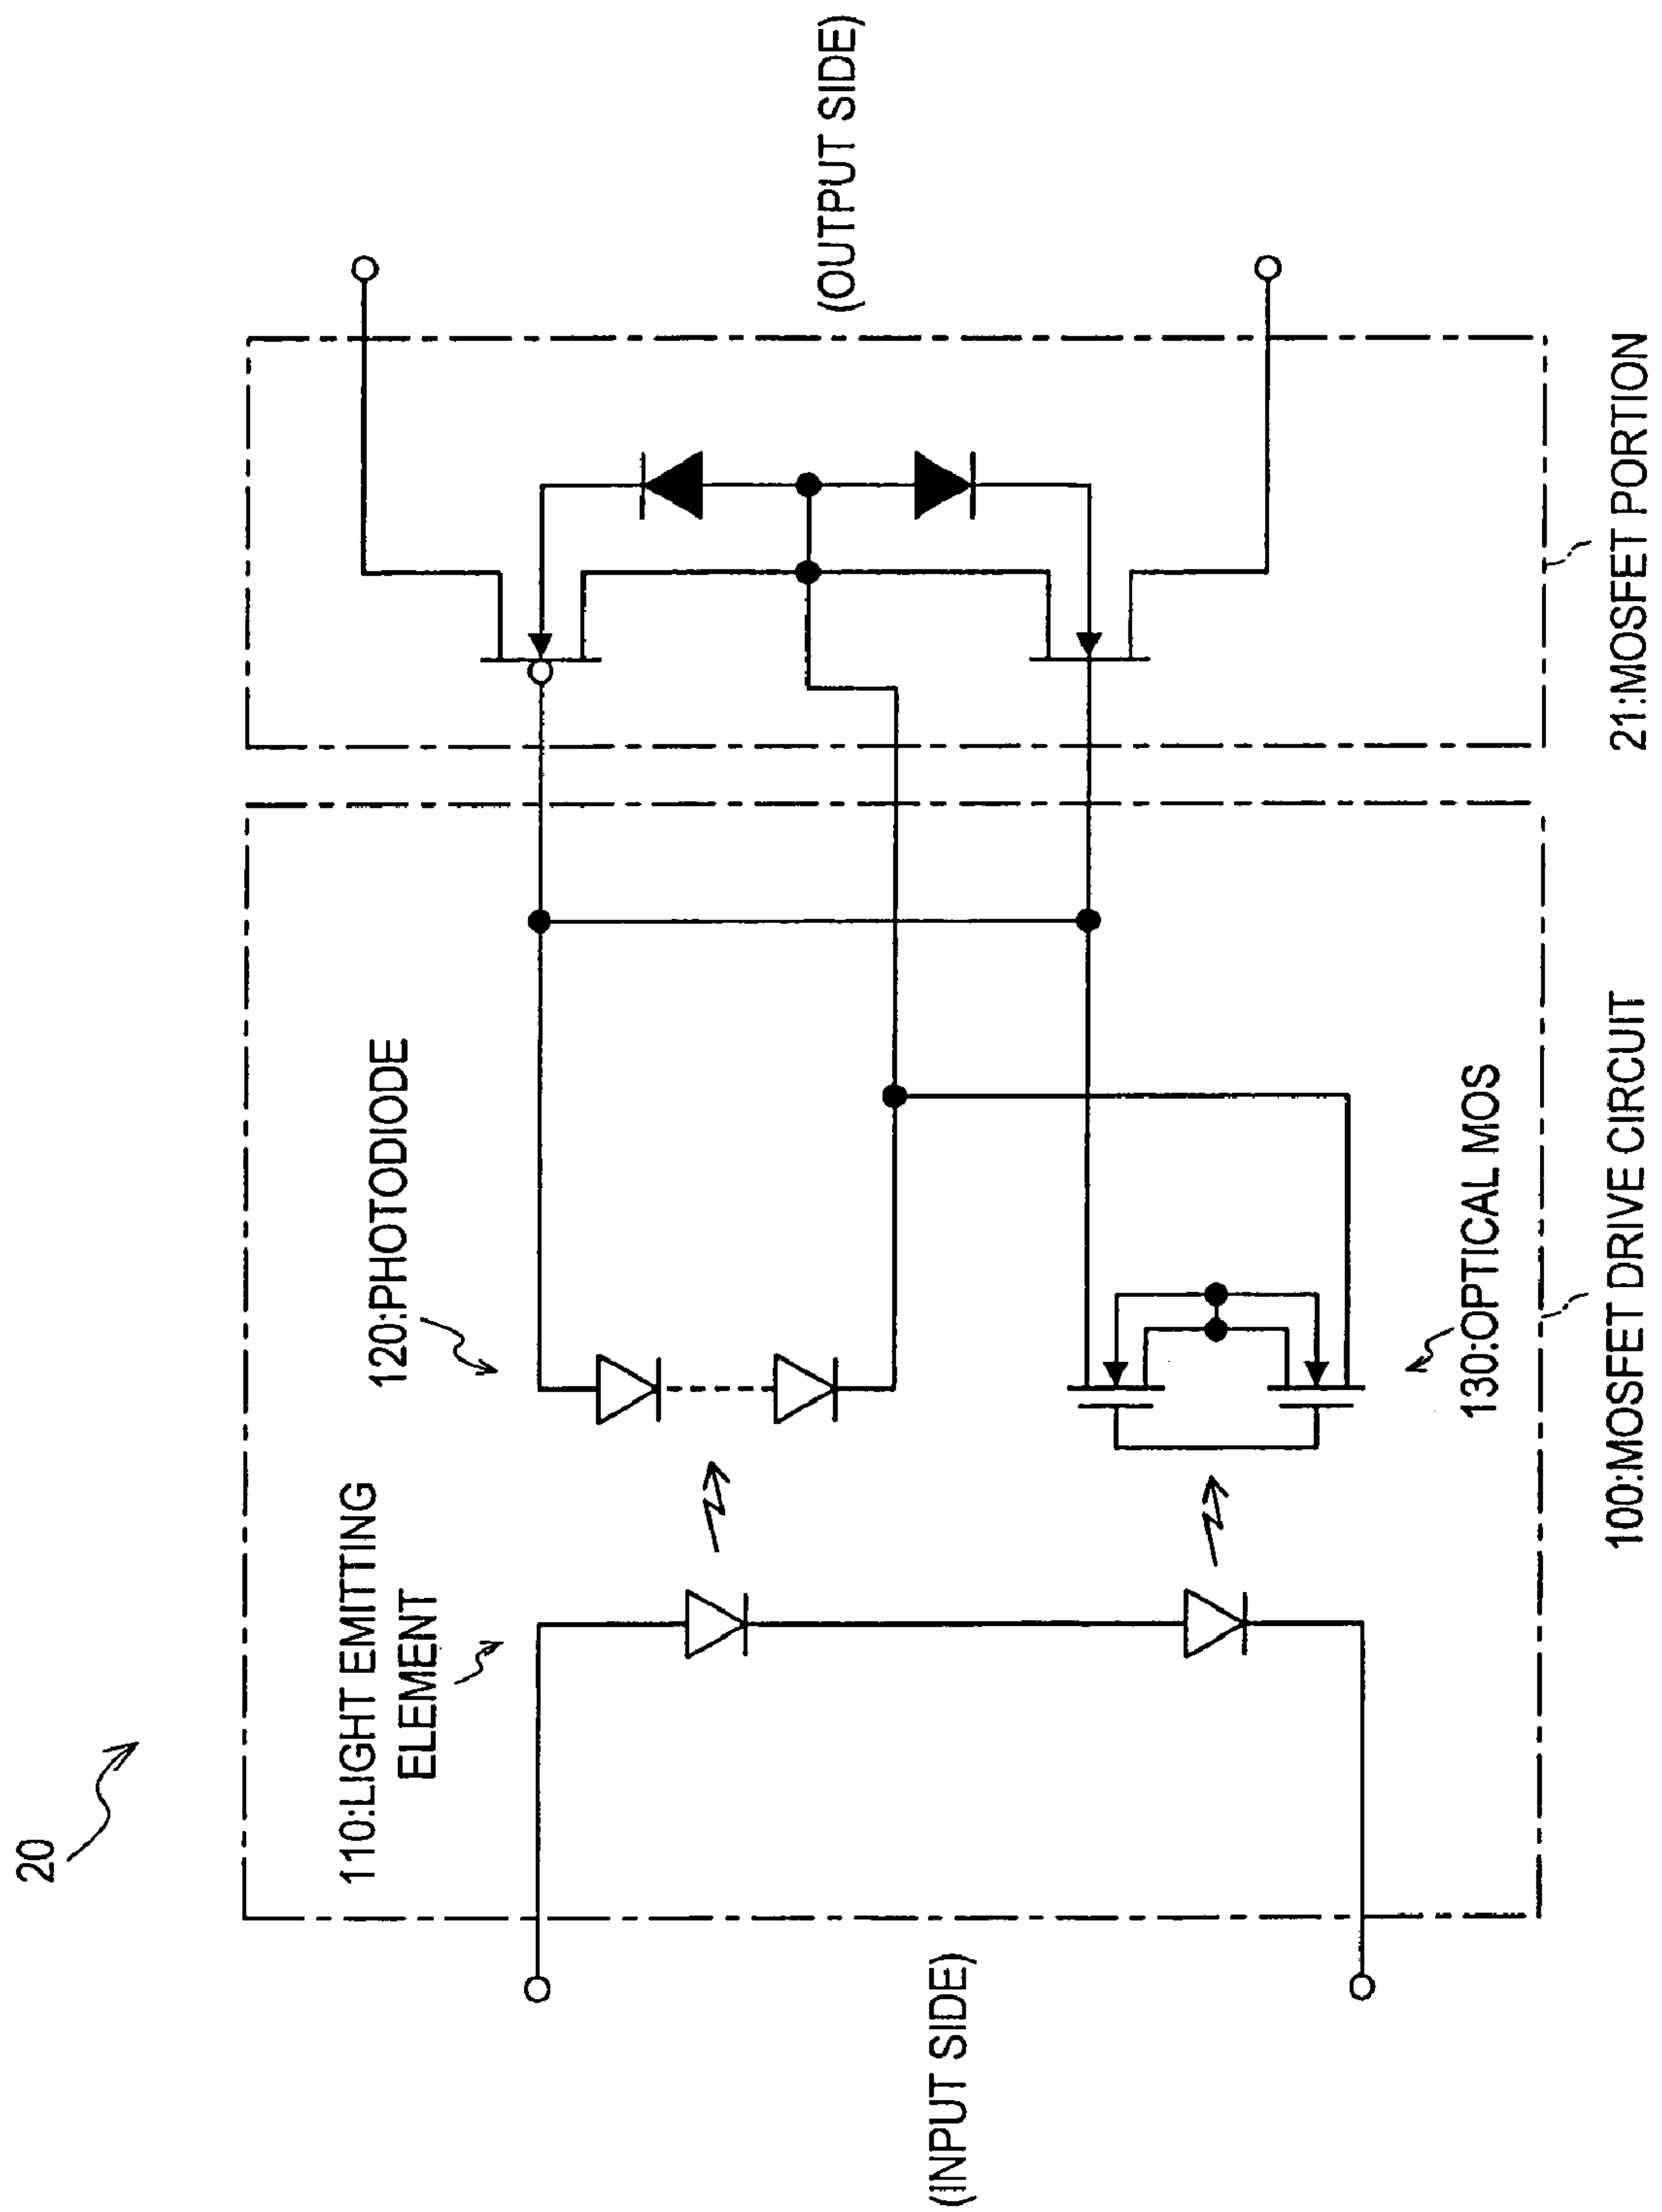 20
110:LIGHT EMITTING
ELEMENT
120:PHOTODIODE
(INPUT SIDE)
(OUTPUT SIDE)
130:OPTICAL MOS
100:MOSFET DRIVE CIRCUIT
21:MOSFET PORTION